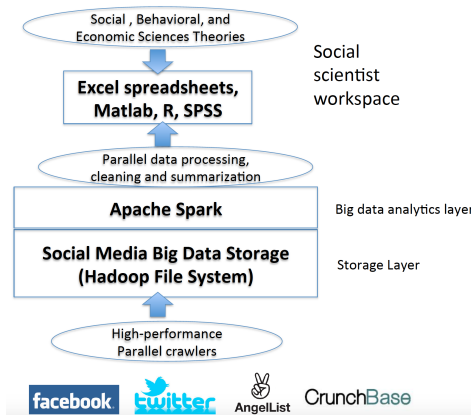 Social , Behavioral, and
Economic Sciences Theories
Social
scientist
workspace
Excel spreadsheets,
Matlab, R, SPSS
Parallel data processing,
cleaning and summarization
Apache Spark
Big data analytics layer
Social Media Big Data Storage
(Hadoop File System)
Storage Layer
High-performance
Parallel crawlers
facebook.
twitter
AngelList
CrunchBase